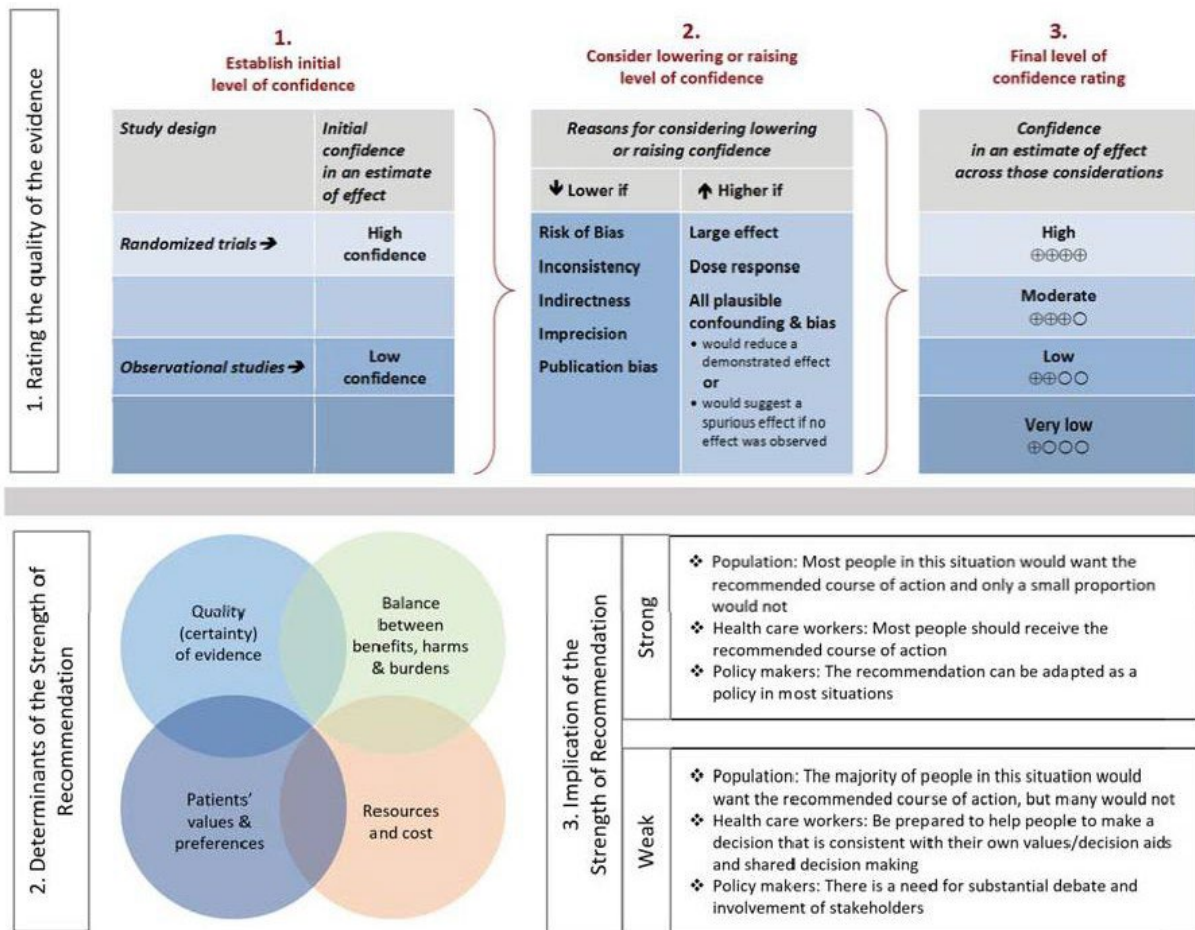 1. Rating the quality of the evidence
1.
Establish initial
level of confidence
Study design
Initial
confidence
in an estimate
of effect
Randomized trials ➔
High
confidence
Observational studies ➔
Low
confidence
2.
Consider lowering or raising
level of confidence
Reasons for considering lowering
or raising confidence
🡻 Lower if
🡹 Higher if
Risk of Bias
Inconsistency
Indirectness
Imprecision
Publication bias
Large effect
Dose response
All plausible
confounding & bias
• would reduce a
demonstrated effect
or
• would suggest a
spurious effect if no
effect was observed
3.
Final level of
confidence rating
Confidence
in an estimate of effect
across those considerations
High
⊕⊕⊕⊕
Moderate
⊕⊕⊕○
Low
⊕⊕○○
Very low
⊕○○○
2. Determinants of the Strength of
Recommendation
Quality
(certainty)
of evidence
Balance
between
benefits, harms
& burdens
Patients’
values &
preferences
Resources
and cost
3. Implication of the
Strength of Recommendation
Strong
❖ Population: Most people in this situation would want the
recommended course of action and only a small proportion
would not
❖ Health care workers: Most people should receive the
recommended course of action
❖ Policy makers: The recommendation can be adapted as a
policy in most situations
Weak
❖ Population: The majority of people in this situation would
want the recommended course of action, but many would not
❖ Health care workers: Be prepared to help people to make a
decision that is consistent with their own values/decision aids
and shared decision making
❖ Policy makers: There is a need for substantial debate and
involvement of stakeholders